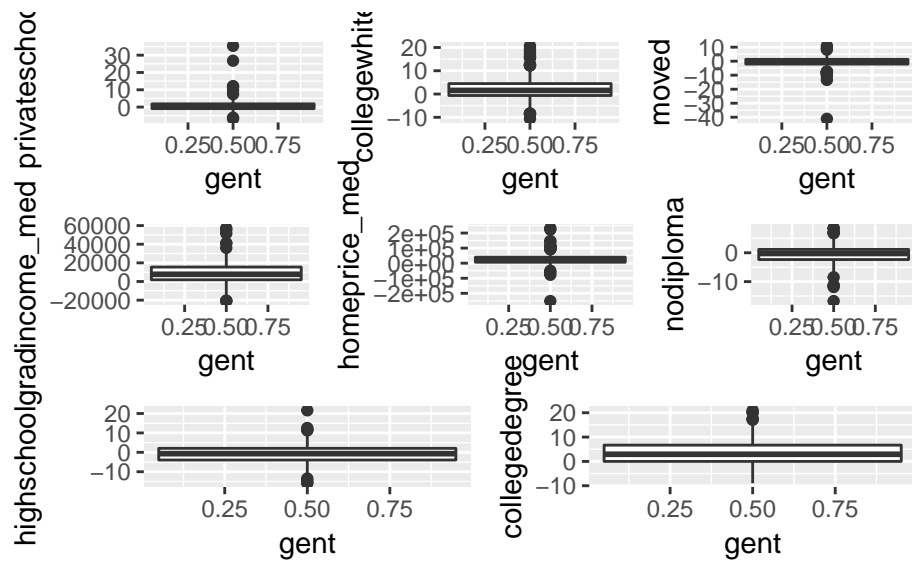 privateschoo
30
20
10
0
0.25
0.50
0.75
gent
collegewhite
20
10
0
−10
0.25
0.50
0.75
gent
moved
10
0
−10
−20
−30
−40
0.25
0.50
0.75
gent
income_med
60000
40000
20000
0
−20000
0.25
0.50
0.75
gent
homeprice_med
2e+05
1e+05
0e+00
−1e+05
−2e+05
0.25
0.50
0.75
gent
nodiploma
0
−10
0.25
0.50
0.75
gent
highschoolgrad
20
10
0
−10
0.25
0.50
0.75
gent
collegedegree
20
10
0
−10
0.25
0.50
0.75
gent